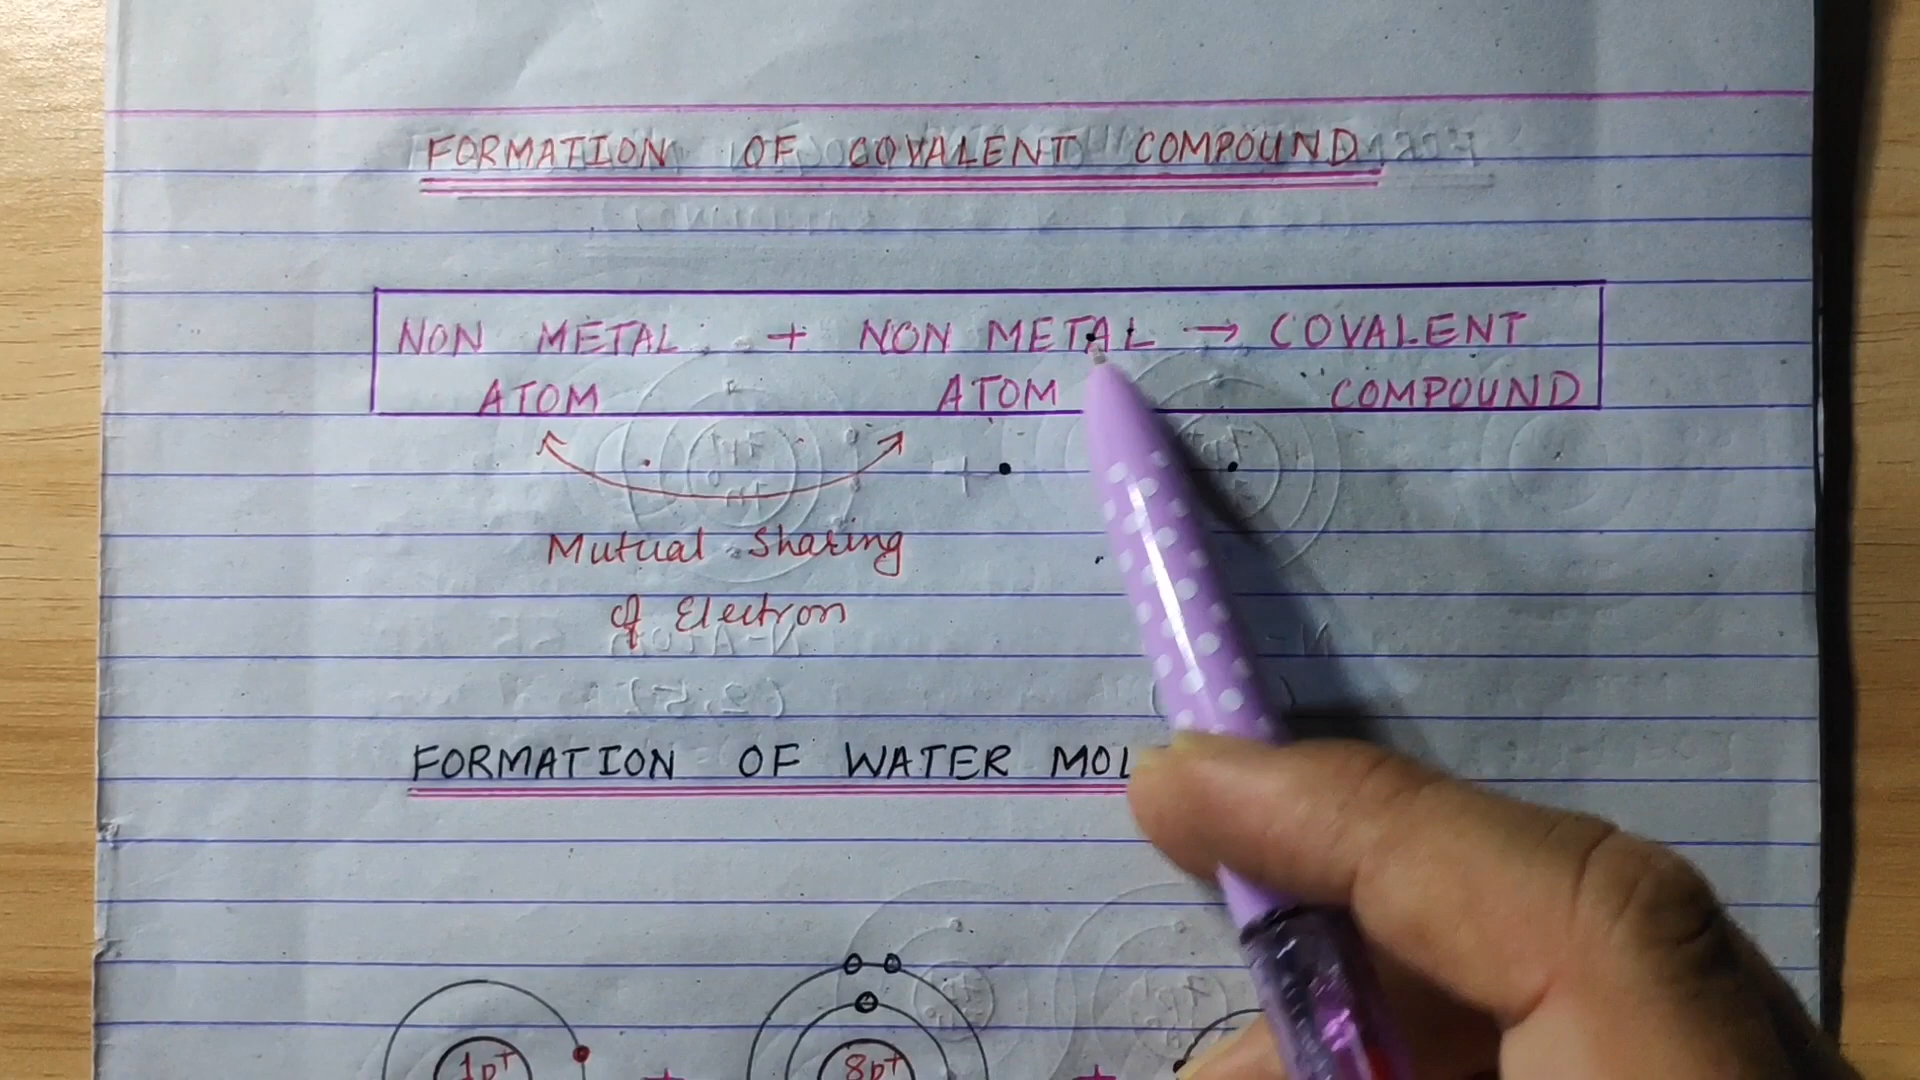 FORMATION OF COVALENT COMPOUND
NON METAL + NON METAL → COVALENT
ATOM ATOM COMPOUND
Mutual Sharing
of Electron
FORMATION OF WATER MOL
1p+ + 8p+ +